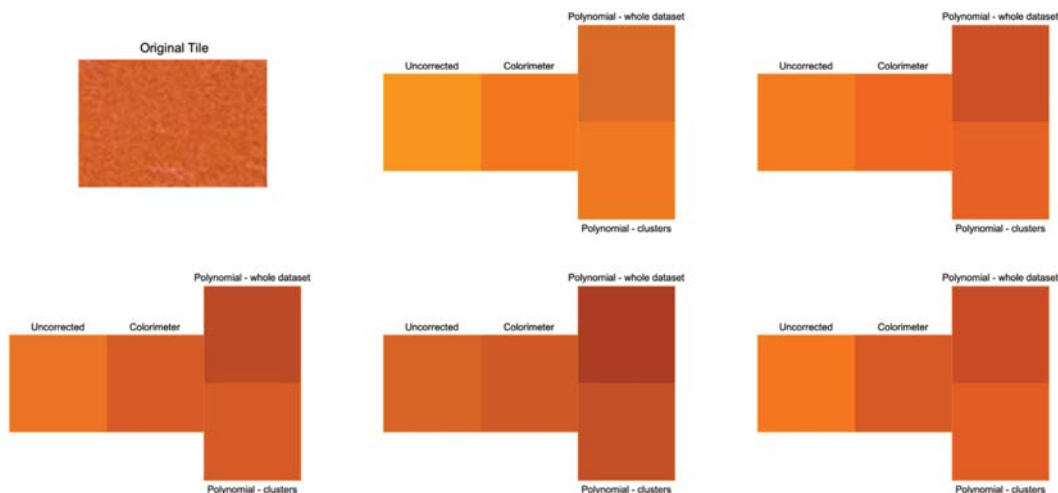 Original Tile
Polynomial - whole dataset
Uncorrected
Colorimeter
Polynomial - clusters
Polynomial - whole dataset
Uncorrected
Colorimeter
Polynomial - clusters
Polynomial - whole dataset
Uncorrected
Colorimeter
Polynomial - clusters
Polynomial - whole dataset
Uncorrected
Colorimeter
Polynomial - clusters
Polynomial - whole dataset
Uncorrected
Colorimeter
Polynomial - clusters